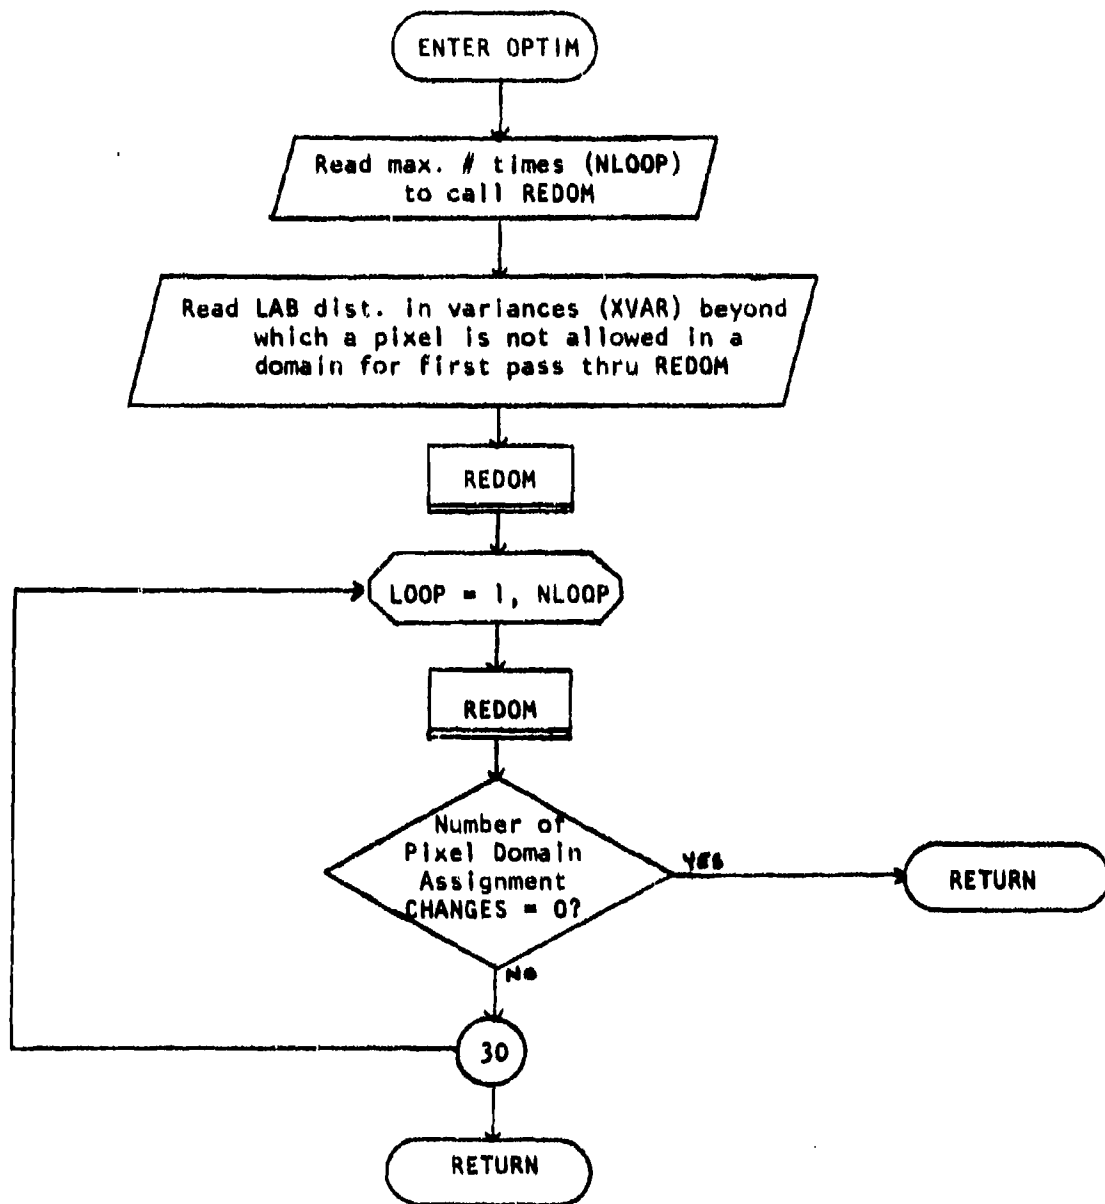 ENTER OPTIM
Read max. # times (NLOOP)
to call REDOM
Read LAB dist. in variances (XVAR) beyond
which a pixel is not allowed in a
domain for first pass thru REDOM
REDOM
LOOP = 1, NLOOP
REDOM
Number of
Pixel Domain
Assignment
CHANGES = 0?
YES
RETURN
NO
30
RETURN